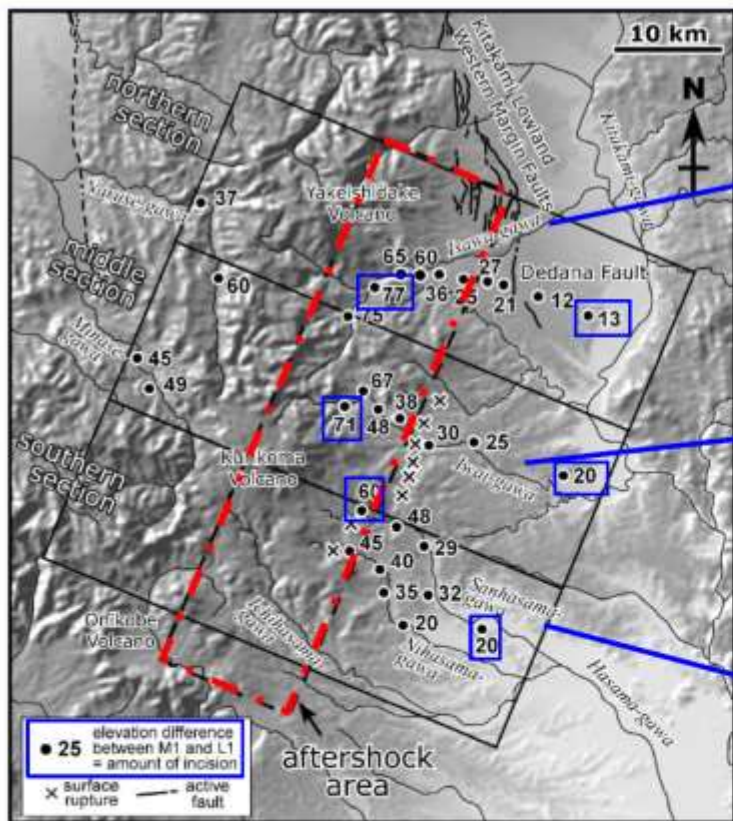 10 km
N
Kitakami Lowland
Western Margin Faults
Kitakami-gawa
northern
section
37
Yakeishidake
Volcano
Isawa-gawa
middle
section
60
65
60
36
25
27
21
Dedana Fault
12
13
77
75
Minase-
gawa
45
49
67
71
48
38
30
25
Iwai-gawa
20
southern
section
Kurikoma
Volcano
60
48
45
29
40
35
32
Sanhasama-
gawa
20
20
Nihasama-
gawa
Ichihasama-
gawa
Hasama-gawa
Onikobe
Volcano
aftershock
area
25
elevation difference
between M1 and L1
= amount of incision
surface
rupture
active
fault